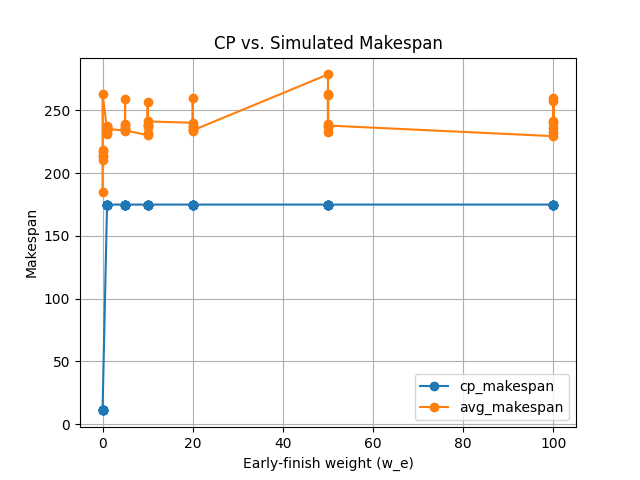 CP vs. Simulated Makespan
Makespan
250
200
150
100
50
0
0 20 40 60 80 100
Early-finish weight (w_e)
cp_makespan
avg_makespan